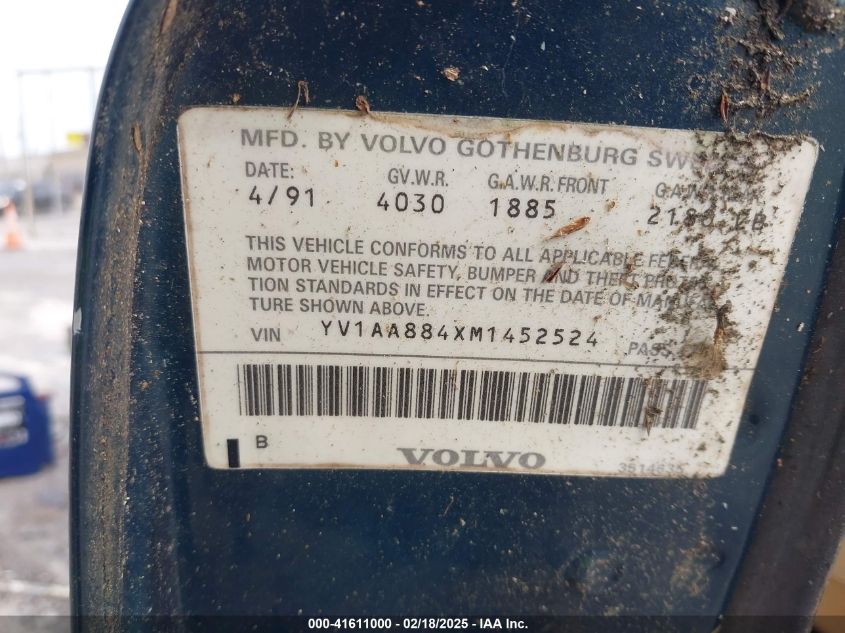 MFD. BY VOLVO GOTHENBURG
DATE: GV.W.R. G.A.W.R. FRONT
4/91 4030 1885
THIS VEHICLE CONFORMS TO ALL APPLICABLE
MOTOR VEHICLE SAFETY, BUMPER AND THEFT
TION STANDARDS IN EFFECT ON THE DATE OF
TURE SHOWN ABOVE.
VIN YV1AA884XM1452524 PASS
B VOLVO
000-41611000 - 02/18/2025 - IAA Inc.